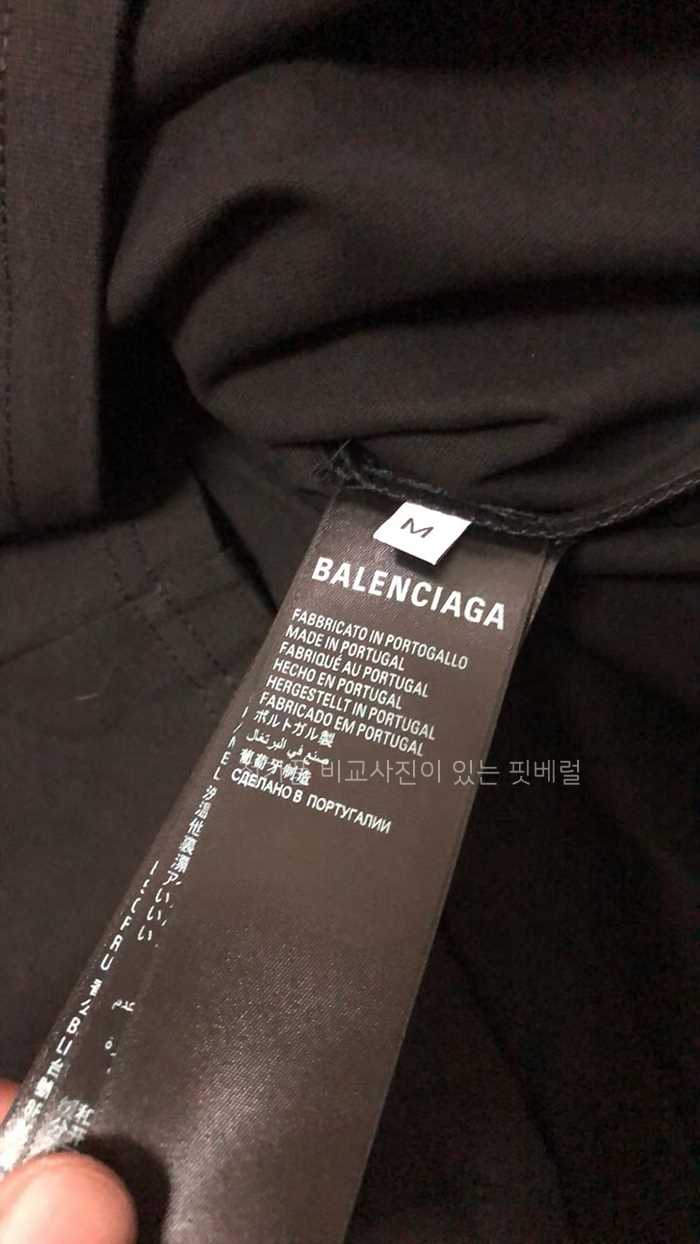 M
BALENCIAGA
FABBRICATO IN PORTOGALLO
MADE IN PORTUGAL
FABRIQUÉ AU PORTUGAL
HECHO EN PORTUGAL
HERGESTELLT IN PORTUGAL
FABRICADO EM PORTUGAL
ポルトガル製
صنع في البرتغال
葡萄牙制造
СДЕЛАНО В ПОРТУГАЛИИ
비교사진이 있는 핏베럴